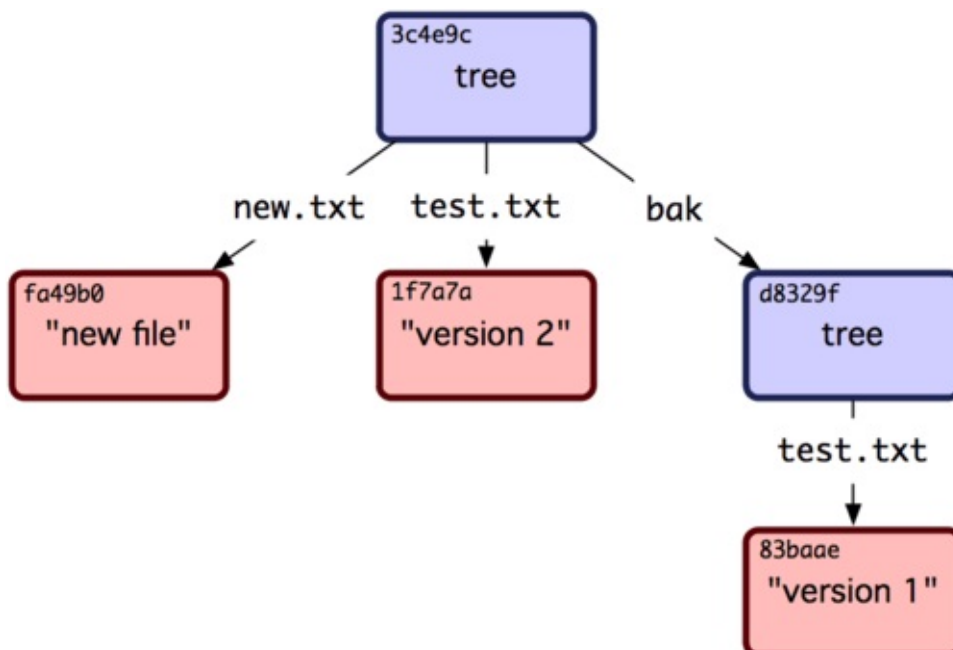 3c4e9c
tree
new.txt
test.txt
bak
fa49b0
"new file"
1f7a7a
"version 2"
d8329f
tree
test.txt
83baae
"version 1"